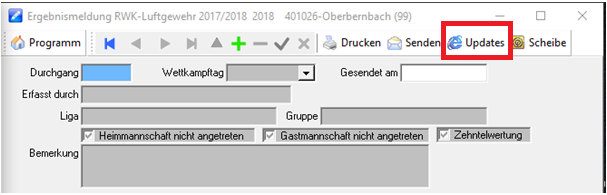 Ergebnismeldung RWK-Luftgewehr 2017/2018 2018 401026-Oberbernbach (99)
Programm Drucken Senden Updates Scheibe
Durchgang Wettkampftag Gesendet am
Erfasst durch
Liga Gruppe
Heimmannschaft nicht angetreten Gastmannschaft nicht angetreten Zehntelwertung
Bemerkung